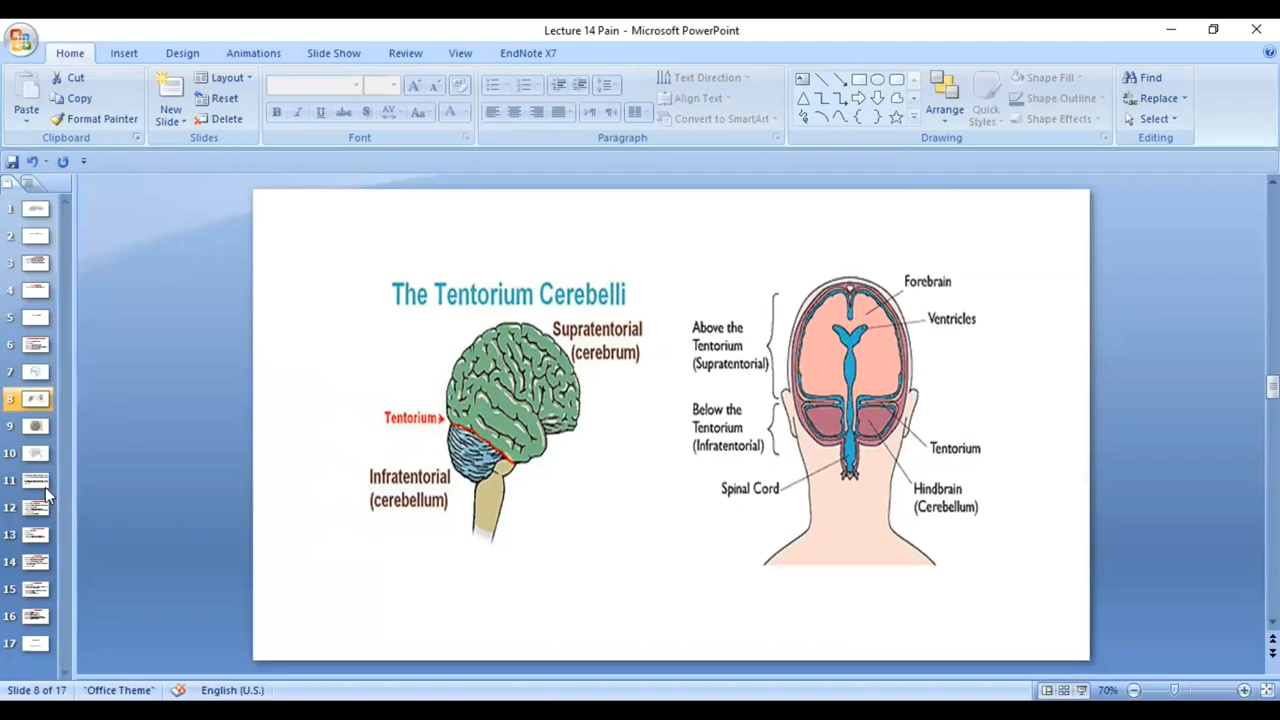 Lecture 14 Pain - Microsoft PowerPoint
Home Insert Design Animations Slide Show Review View EndNote X7
Paste
Cut
Copy
Format Painter
Clipboard
New
Slide
Layout
Reset
Delete
Slides
B I U abc AV Aa A
Font
Text Direction
Align Text
Convert to SmartArt
Paragraph
Arrange
Quick
Styles
Shape Fill
Shape Outline
Shape Effects
Drawing
Find
Replace
Select
Editing
1
2
3
4
5
6
7
8
9
10
11
12
13
14
15
16
17
The Tentorium Cerebelli
Supratentorial
(cerebrum)
Tentorium
Infratentorial
(cerebellum)
Forebrain
Ventricles
Above the
Tentorium
(Supratentorial)
Below the
Tentorium
(Infratentorial)
Tentorium
Spinal Cord
Hindbrain
(Cerebellum)
Slide 8 of 17 "Office Theme" English (U.S.) 70%